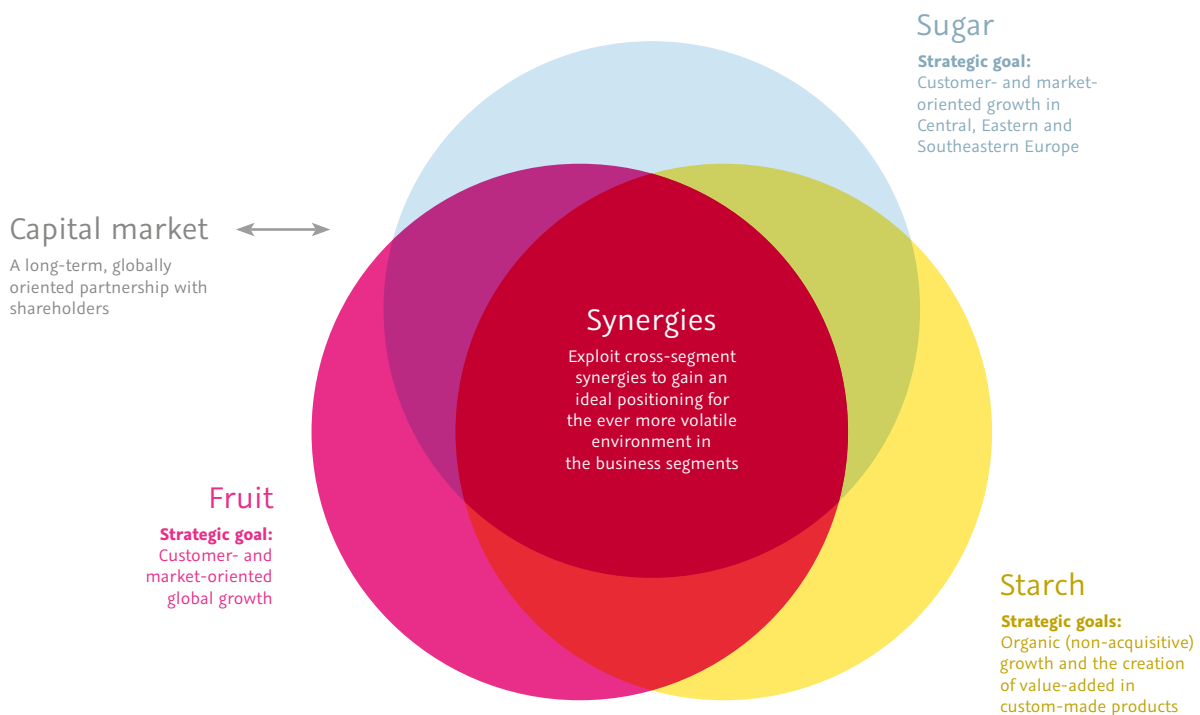 Sugar
Strategic goal:
Customer- and market-
oriented growth in
Central, Eastern and
Southeastern Europe
Capital market
A long-term, globally
oriented partnership with
shareholders
Synergies
Exploit cross-segment
synergies to gain an
ideal positioning for
the ever more volatile
environment in
the business segments
Fruit
Strategic goal:
Customer- and
market-oriented
global growth
Starch
Strategic goals:
Organic (non-acquisitive)
growth and the creation
of value-added in
custom-made products